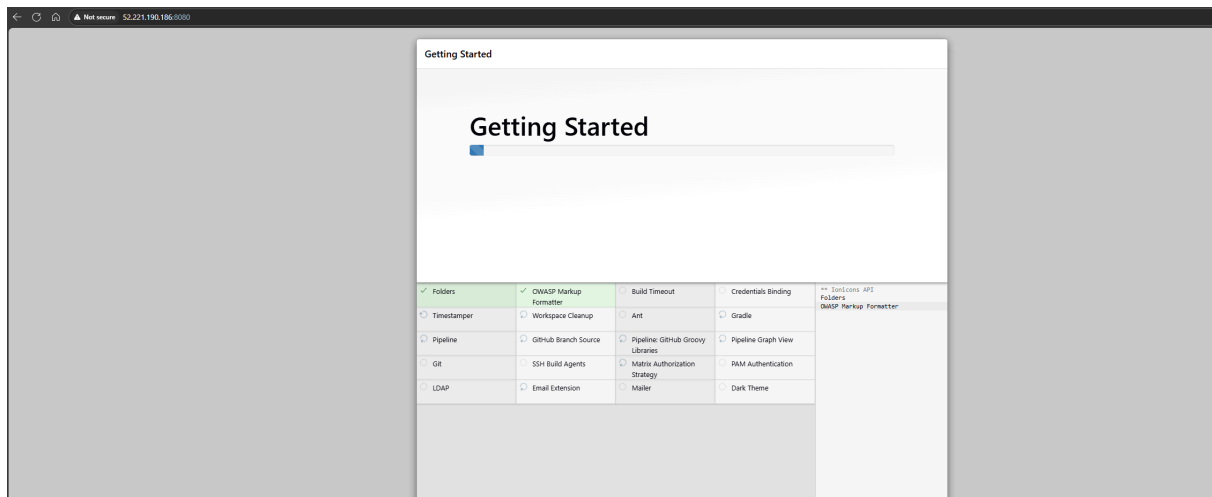 Not secure 52.221.190.186:8080
Getting Started
Getting Started
Folders
OWASP Markup
Formatter
Build Timeout
Credentials Binding
Timestamper
Workspace Cleanup
Ant
Gradle
Pipeline
GitHub Branch Source
Pipeline: GitHub Groovy
Libraries
Pipeline Graph View
Git
SSH Build Agents
Matrix Authorization
Strategy
PAM Authentication
LDAP
Email Extension
Mailer
Dark Theme
** Ionicons API
Folders
OWASP Markup Formatter